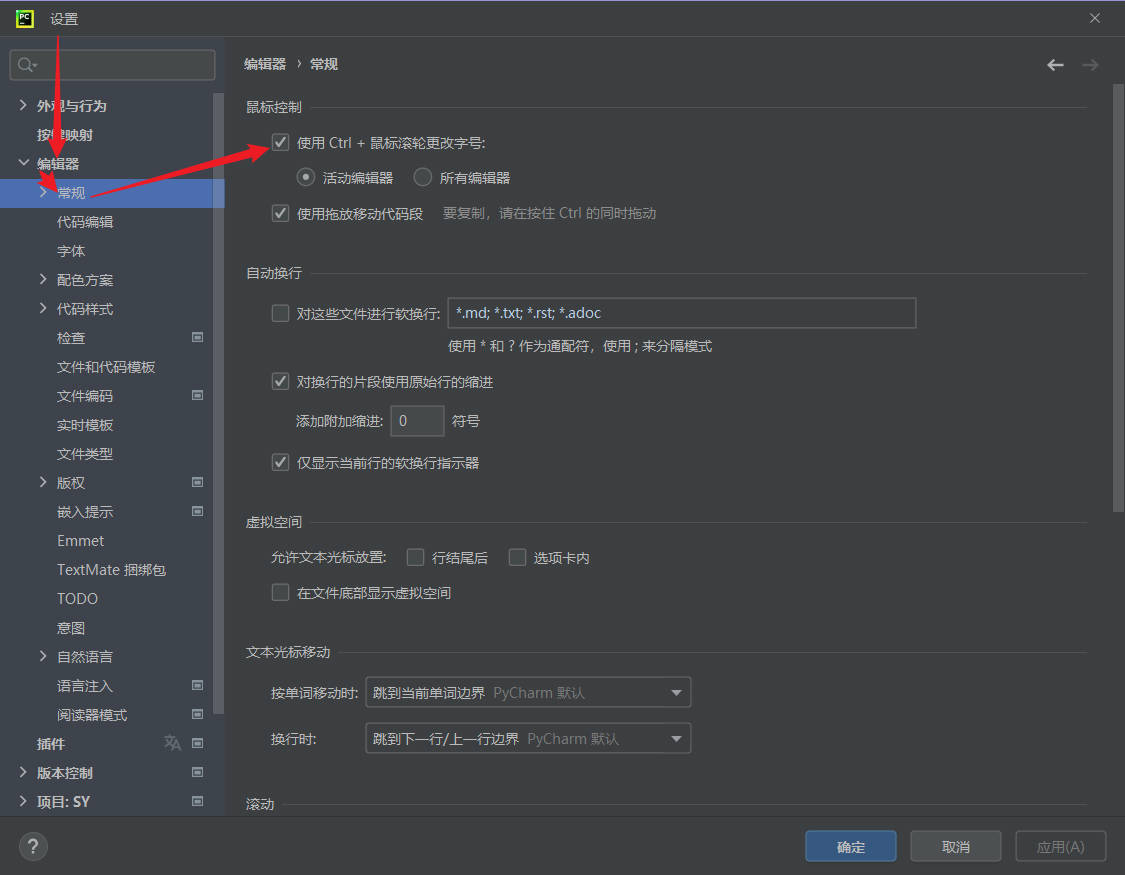 PC
设置
外观与行为
按键映射
编辑器
常规
代码编辑
字体
配色方案
代码样式
检查
文件和代码模板
文件编码
实时模板
文件类型
版权
嵌入提示
Emmet
TextMate 捆绑包
TODO
意图
自然语言
语言注入
阅读器模式
插件
版本控制
项目: SY
编辑器 › 常规
鼠标控制
使用 Ctrl + 鼠标滚轮更改字号:
活动编辑器 所有编辑器
使用拖放移动代码段 要复制，请在按住 Ctrl 的同时拖动
自动换行
对这些文件进行软换行: *.md; *.txt; *.rst; *.adoc
使用 * 和 ? 作为通配符，使用 ; 来分隔模式
对换行的片段使用原始行的缩进
添加附加缩进: 0 符号
仅显示当前行的软换行指示器
虚拟空间
允许文本光标放置: 行结尾后 选项卡内
在文件底部显示虚拟空间
文本光标移动
按单词移动时: 跳到当前单词边界 PyCharm 默认
换行时: 跳到下一行/上一行边界 PyCharm 默认
滚动
? 确定 取消 应用(A)